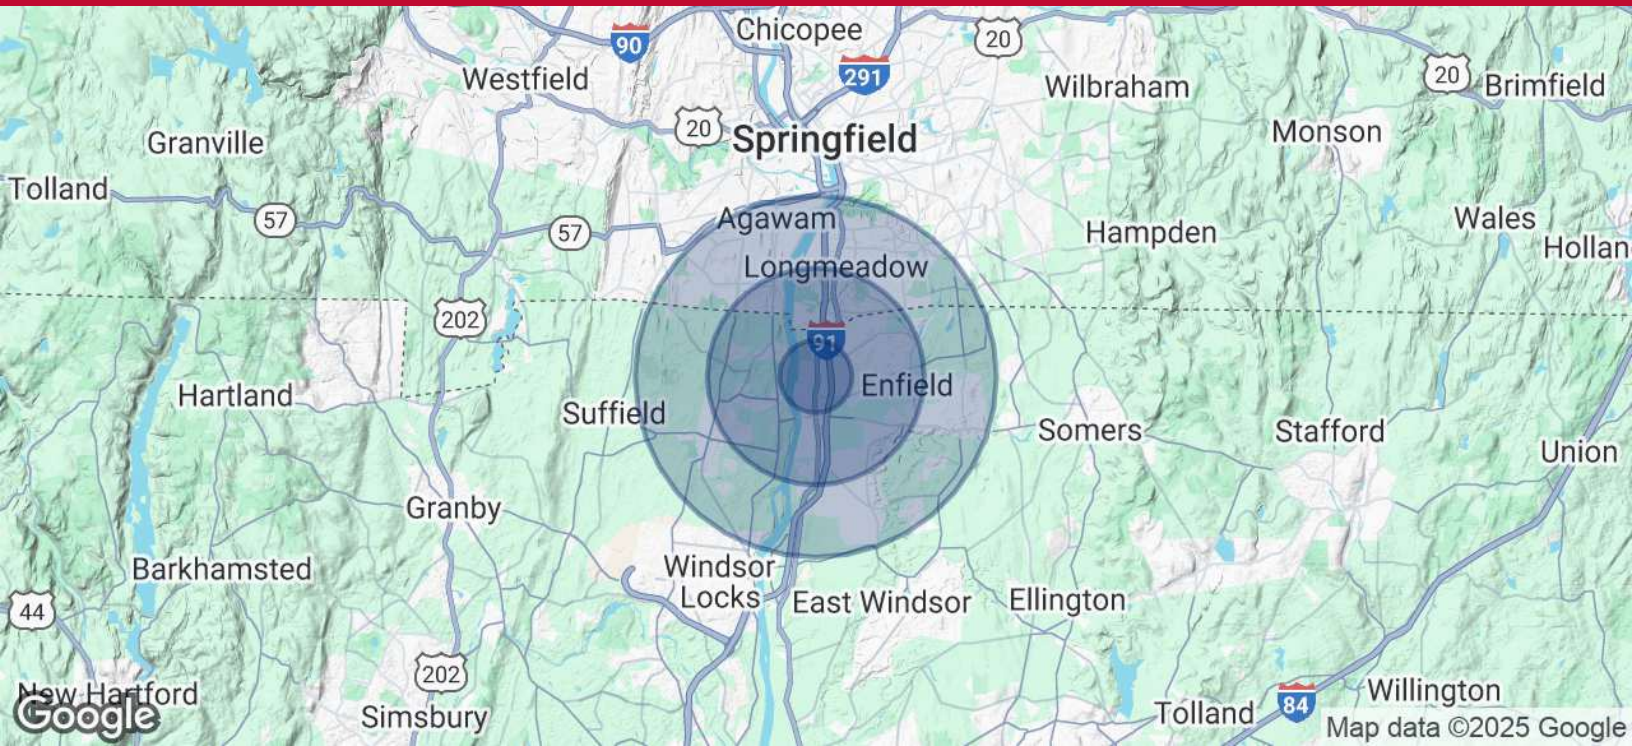 Chicopee
20
90
Westfield
291
Wilbraham
20
Brimfield
20
Springfield
Monson
Granville
Tolland
57
57
Agawam
Hampden
Wales
Hollan
Longmeadow
202
91
Enfield
Hartland
Suffield
Somers
Stafford
Union
Granby
Barkhamsted
Windsor
Locks
East Windsor
Ellington
44
202
New Hartford
Google
Simsbury
Tolland
84
Willington
Map data ©2025 Google